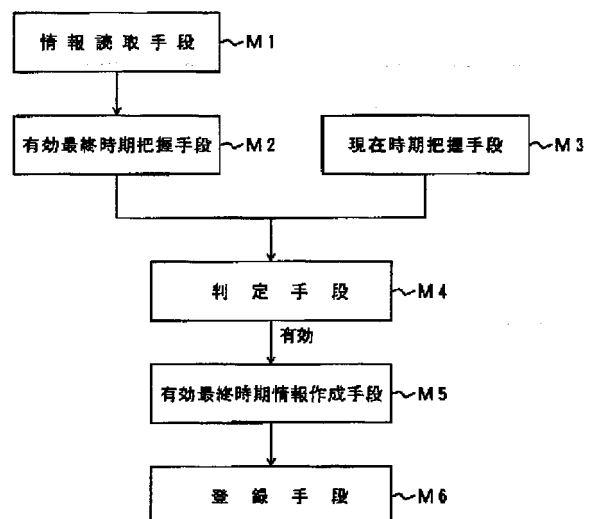 情報読取手段 M1
有効最終時期把握手段 M2
現在時期把握手段 M3
判定手段 M4
有効
有効最終時期情報作成手段 M5
登録手段 M6